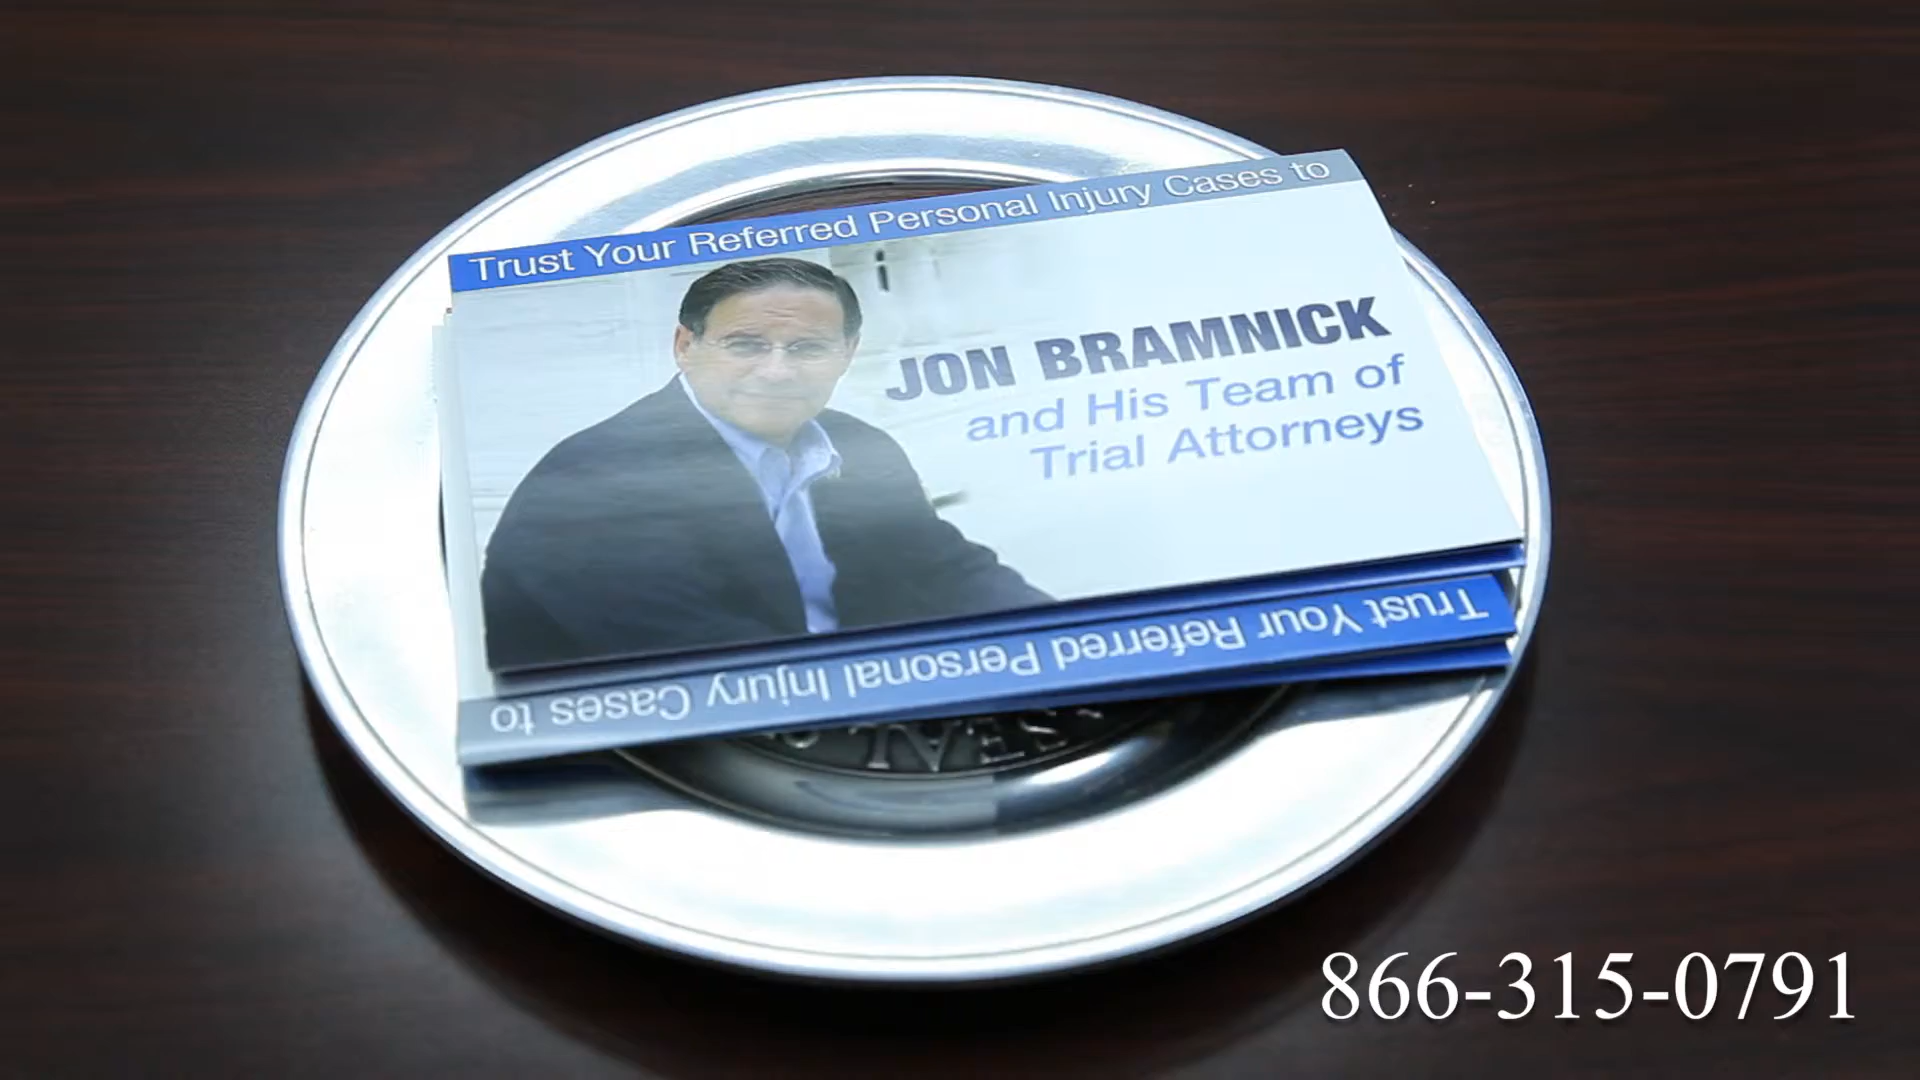 Trust Your Referred Personal Injury Cases to
JON BRAMNICK
and His Team of
Trial Attorneys
Trust Your Referred Personal Injury Cases to
866-315-0791